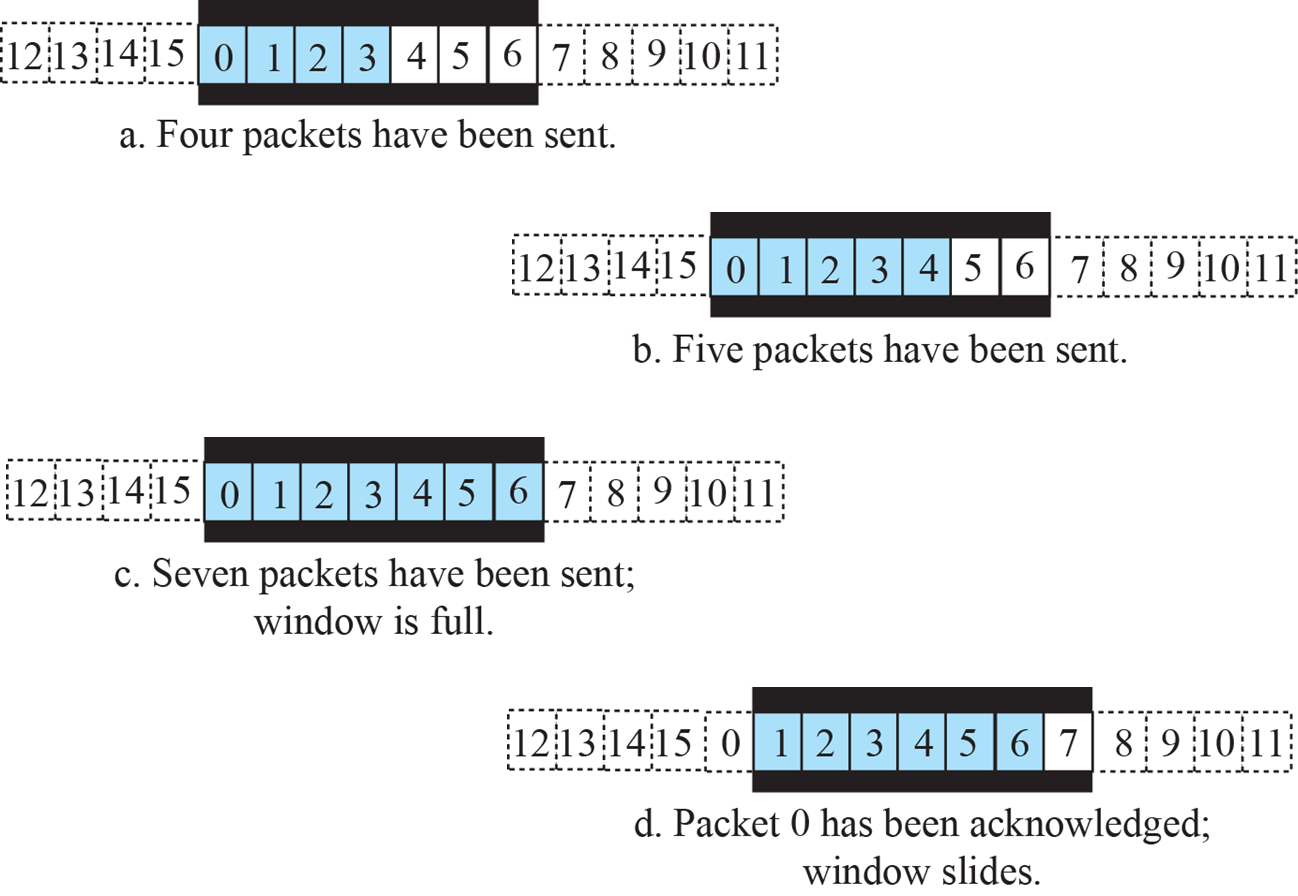 12 13 14 15 0 1 2 3 4 5 6 7 8 9 10 11
a. Four packets have been sent.
12 13 14 15 0 1 2 3 4 5 6 7 8 9 10 11
b. Five packets have been sent.
12 13 14 15 0 1 2 3 4 5 6 7 8 9 10 11
c. Seven packets have been sent;
window is full.
12 13 14 15 0 1 2 3 4 5 6 7 8 9 10 11
d. Packet 0 has been acknowledged;
window slides.